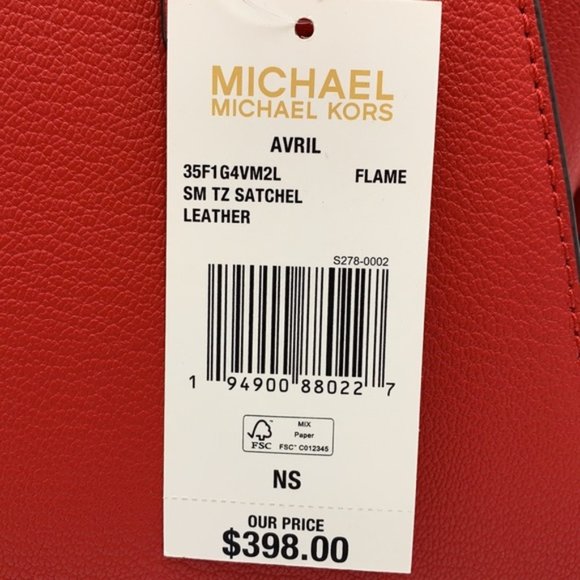 MICHAEL
MICHAEL KORS
AVRIL
35F1G4VM2L FLAME
SM TZ SATCHEL
LEATHER
S278-0002
1 94900 88022 7
FSC
MIX
Paper
FSC® C012345
NS
OUR PRICE
$398.00